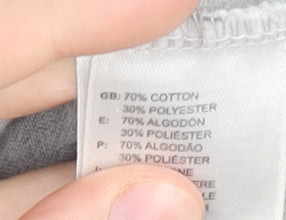 GB: 70% COTTON
30% POLYESTER
E: 70% ALGODÓN
30% POLIÉSTER
P: 70% ALGODÃO
30% POLIÉSTER